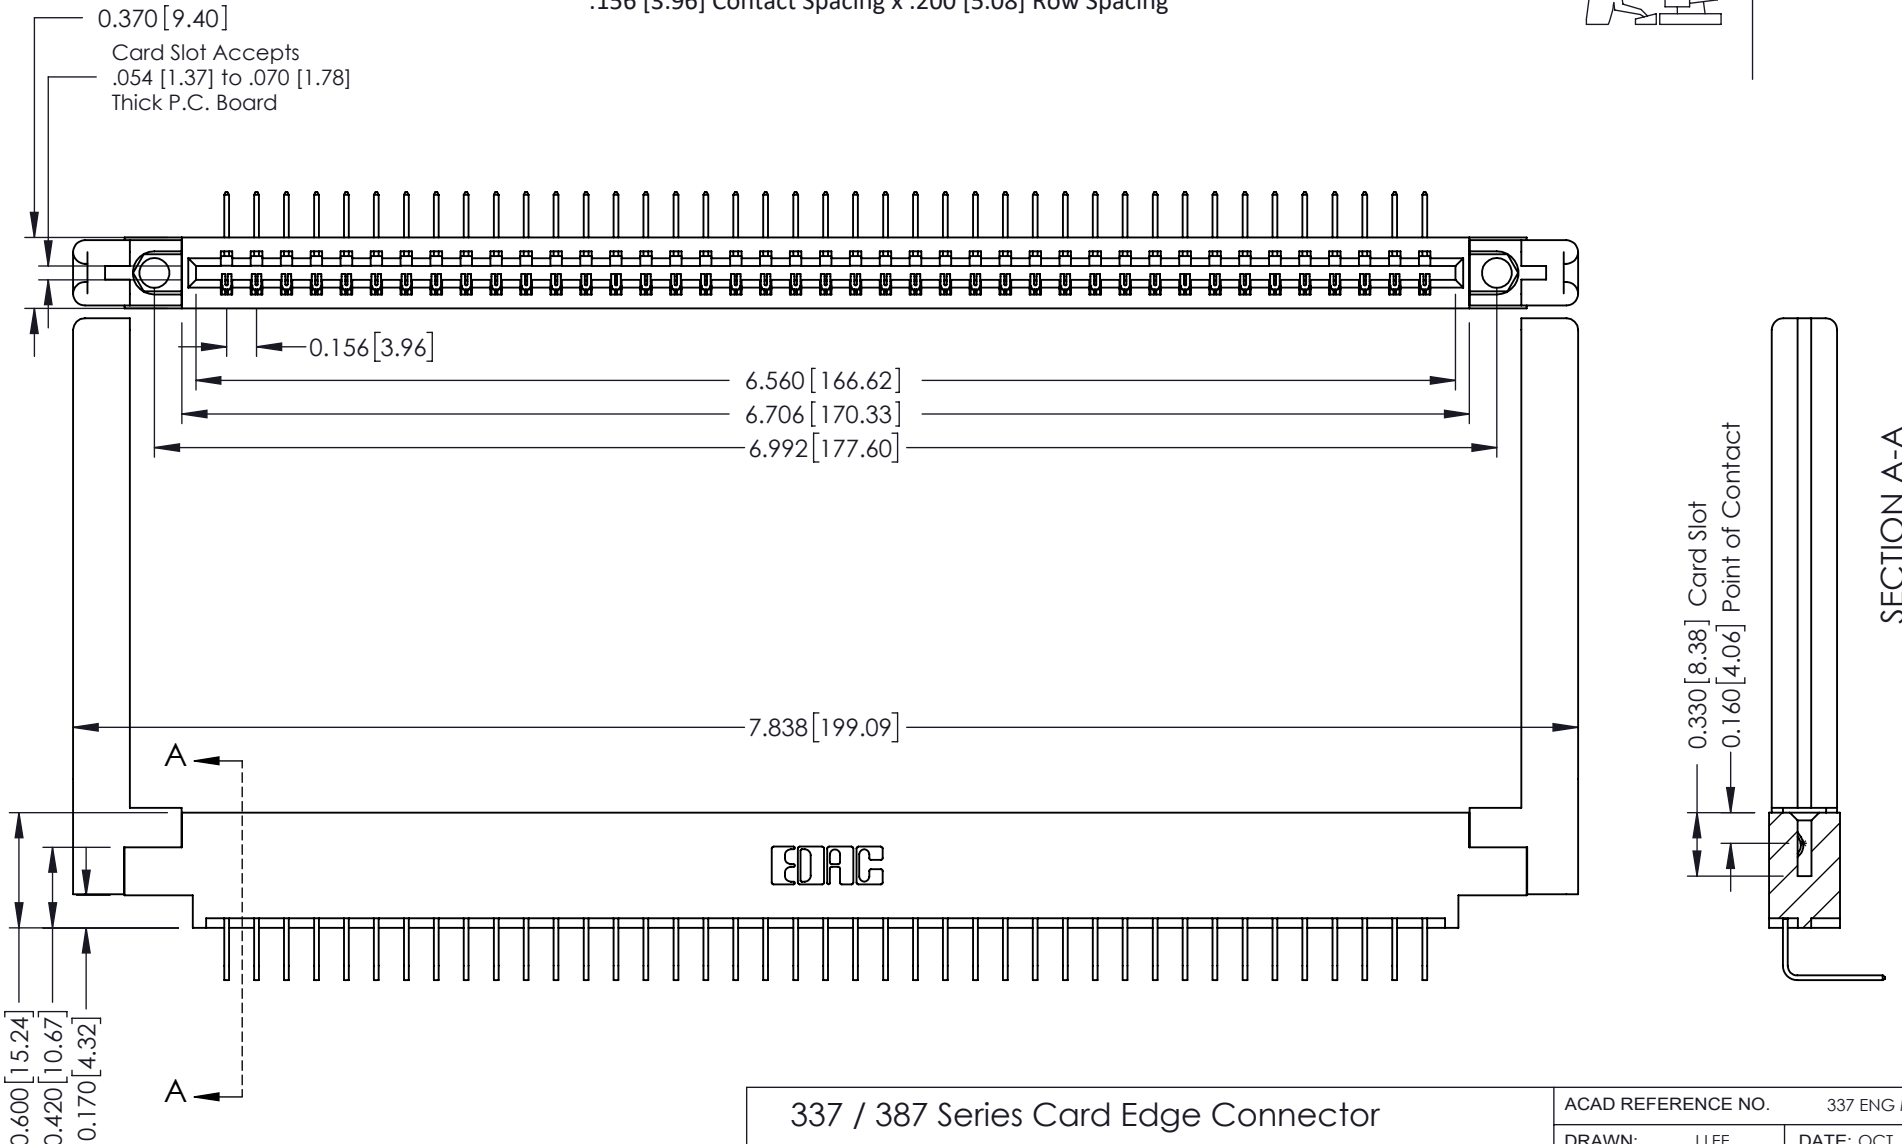 .156 [3.96] Contact Spacing x .200 [5.08] Row Spacing
0.370 [9.40]
Card Slot Accepts
.054 [1.37] to .070 [1.78]
Thick P.C. Board
0.156 [3.96]
6.560 [166.62]
6.706 [170.33]
6.992 [177.60]
7.838 [199.09]
0.330 [8.38] Card Slot
0.160 [4.06] Point of Contact
SECTION A-A
A
EDAC
0.600 [15.24]
0.420 [10.67]
0.170 [4.32]
A
337 / 387 Series Card Edge Connector
ACAD REFERENCE NO. 337 ENG
DRAWN: J.LEE
DATE: OCT